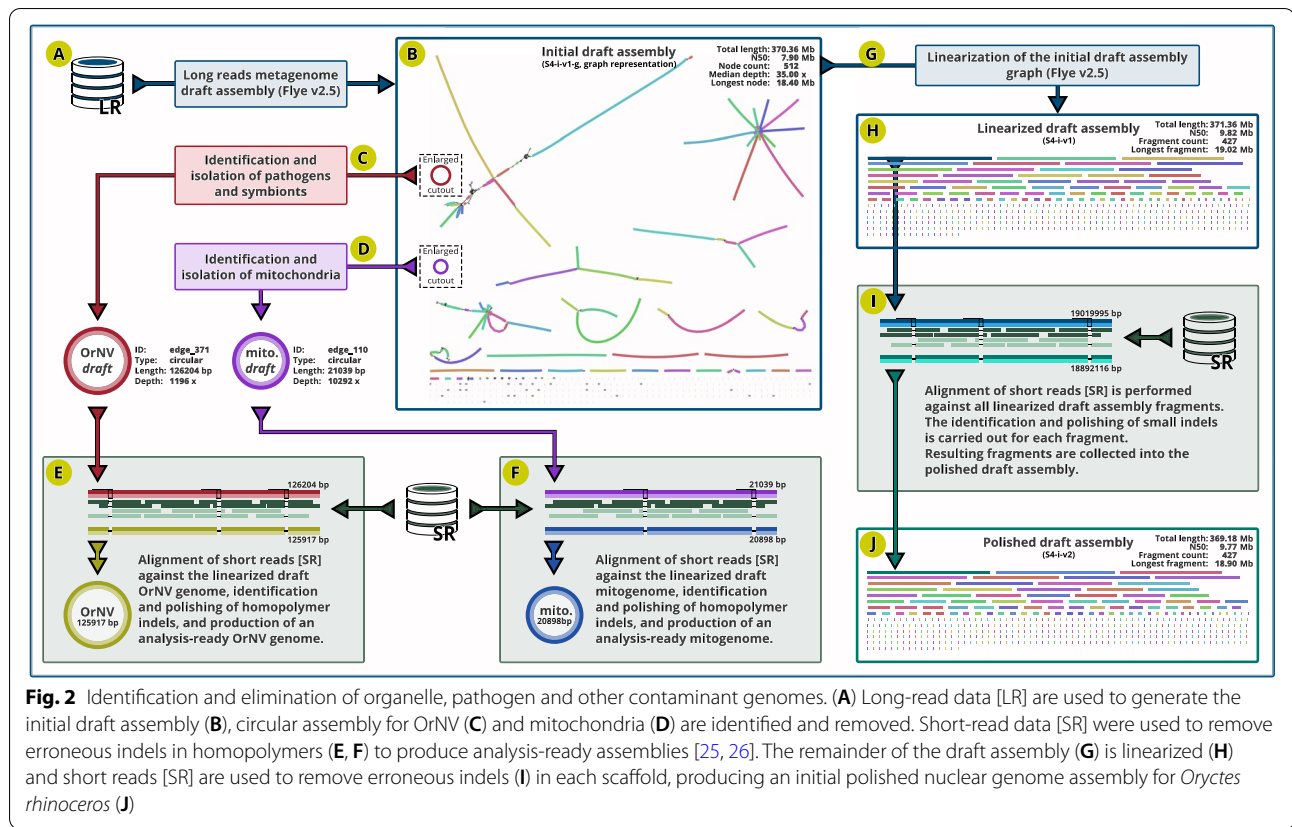 A
LR
Long reads metagenome
draft assembly (Flye v2.5)
B
Initial draft assembly
(S4-i-v1-g, graph representation)
Total length: 370.36 Mb
N50: 7.90 Mb
Node count: 512
Median depth: 35.00 x
Longest node: 18.40 Mb
G
Linearization of the initial draft assembly
graph (Flye v2.5)
H
Linearized draft assembly
(S4-i-v1)
Total length: 371.36 Mb
N50: 9.82 Mb
Fragment count: 427
Longest fragment: 19.02 Mb
C
Identification and
isolation of pathogens
and symbionts
Enlarged
cutout
D
Identification and
isolation of mitochondria
Enlarged
cutout
OrNV
draft
ID: edge_371
Type: circular
Length: 126204 bp
Depth: 1196 x
mito.
draft
ID: edge_110
Type: circular
Length: 21039 bp
Depth: 10292 x
I
19019995 bp
18892116 bp
SR
Alignment of short reads [SR] is performed
against all linearized draft assembly fragments.
The identification and polishing of small indels
is carried out for each fragment.
Resulting fragments are collected into the
polished draft assembly.
E
126204 bp
125917 bp
Alignment of short reads [SR]
against the linearized draft
OrNV genome, identification
and polishing of homopolymer
indels, and production of an
analysis-ready OrNV genome.
OrNV
125917 bp
SR
F
21039 bp
20898 bp
Alignment of short reads [SR]
against the linearized draft
mitogenome, identification
and polishing of homopolymer
indels, and production of an
analysis-ready mitogenome.
mito.
20898bp
J
Polished draft assembly
(S4-i-v2)
Total length: 369.18 Mb
N50: 9.77 Mb
Fragment count: 427
Longest fragment: 18.90 Mb
Fig. 2 Identification and elimination of organelle, pathogen and other contaminant genomes. (A) Long-read data [LR] are used to generate the
initial draft assembly (B), circular assembly for OrNV (C) and mitochondria (D) are identified and removed. Short-read data [SR] were used to remove
erroneous indels in homopolymers (E, F) to produce analysis-ready assemblies [25, 26]. The remainder of the draft assembly (G) is linearized (H)
and short reads [SR] are used to remove erroneous indels (I) in each scaffold, producing an initial polished nuclear genome assembly for Oryctes
rhinoceros (J)